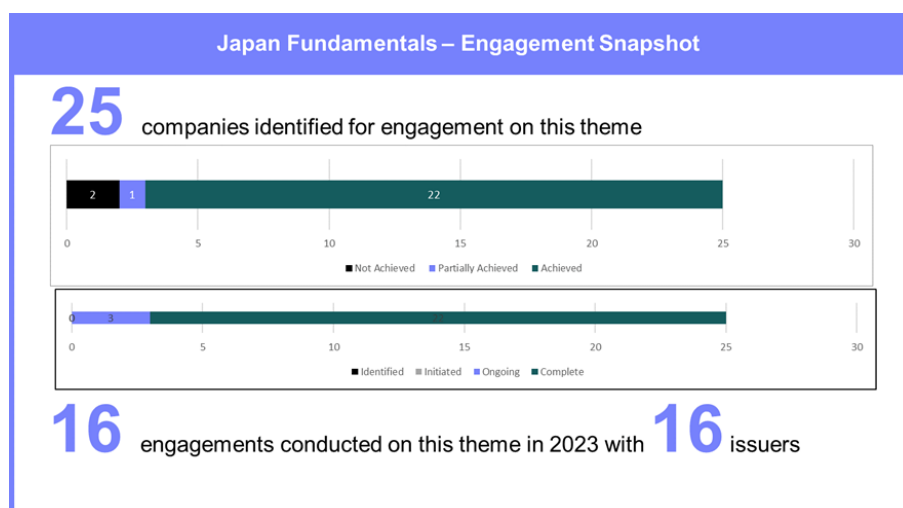 Japan Fundamentals – Engagement Snapshot
25 companies identified for engagement on this theme
2 1 22
0 5 10 15 20 25 30
Not Achieved Partially Achieved Achieved
0 3 22
0 5 10 15 20 25 30
Identified Initiated Ongoing Complete
16 engagements conducted on this theme in 2023 with 16 issuers